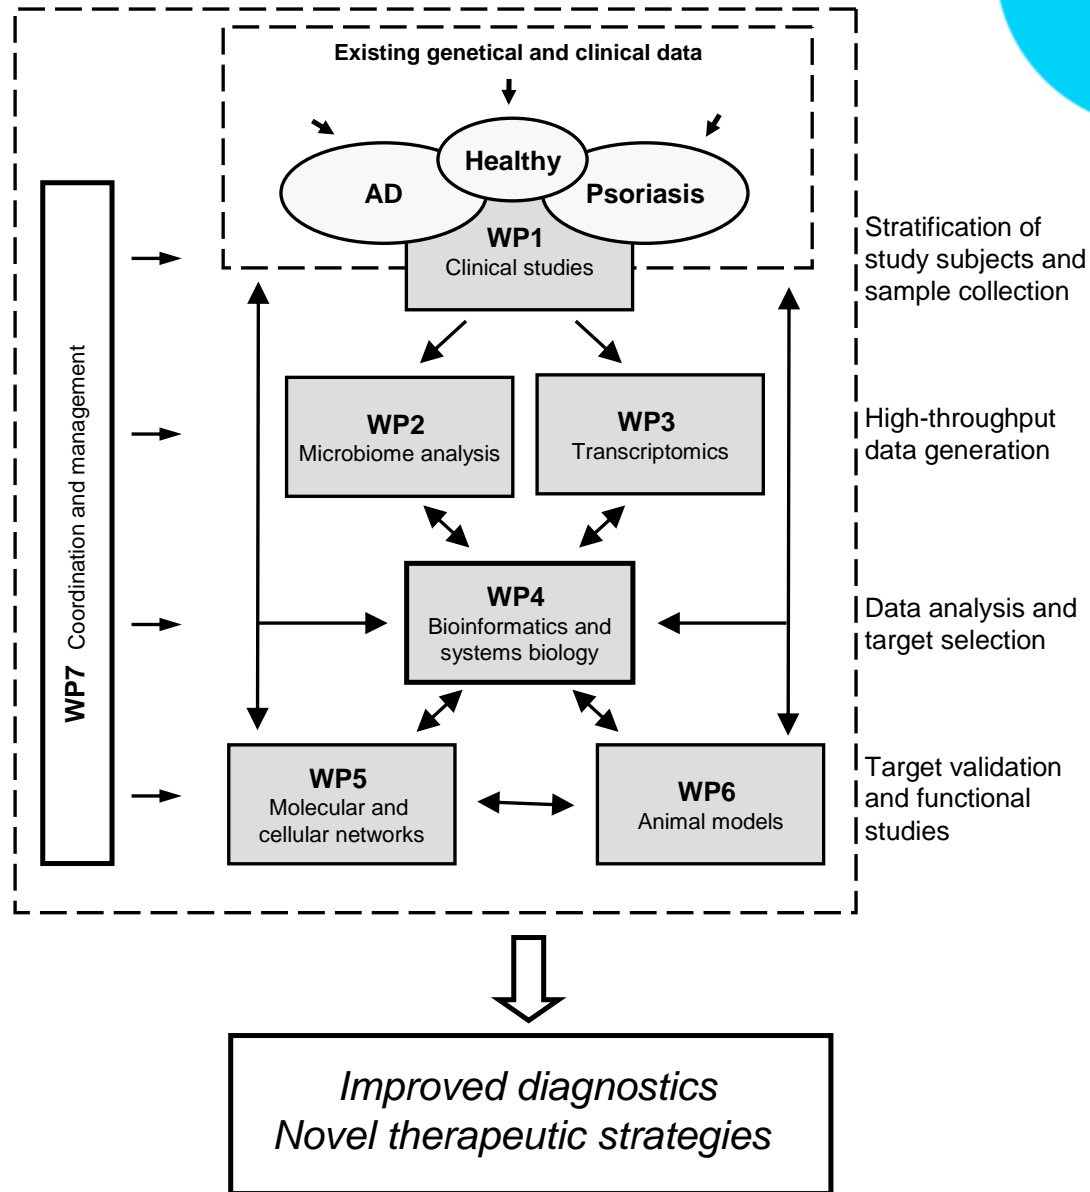 Existing genetical and clinical data
Healthy
AD
Psoriasis
WP1
Clinical studies
Stratification of
study subjects and
sample collection
WP7 Coordination and management
WP2
Microbiome analysis
WP3
Transcriptomics
High-throughput
data generation
WP4
Bioinformatics and
systems biology
Data analysis and
target selection
WP5
Molecular and
cellular networks
WP6
Animal models
Target validation
and functional
studies
Improved diagnostics
Novel therapeutic strategies